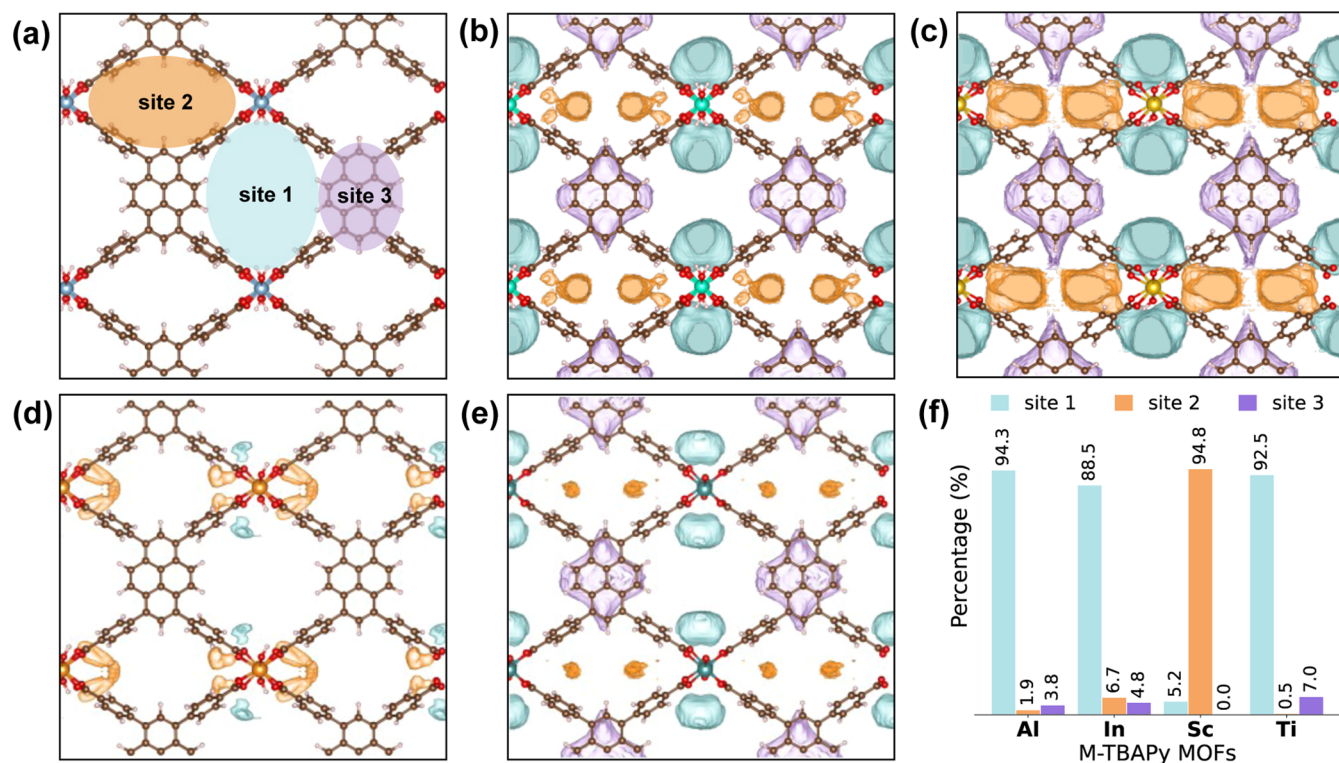 (a)
site 2
site 1
site 3
(b)
(c)
(d)
(e)
(f)
site 1 site 2 site 3
Percentage (%)
94.3
1.9
3.8
88.5
6.7
4.8
5.2
94.8
0.0
92.5
0.5
7.0
Al In Sc Ti
M-TBAPy MOFs